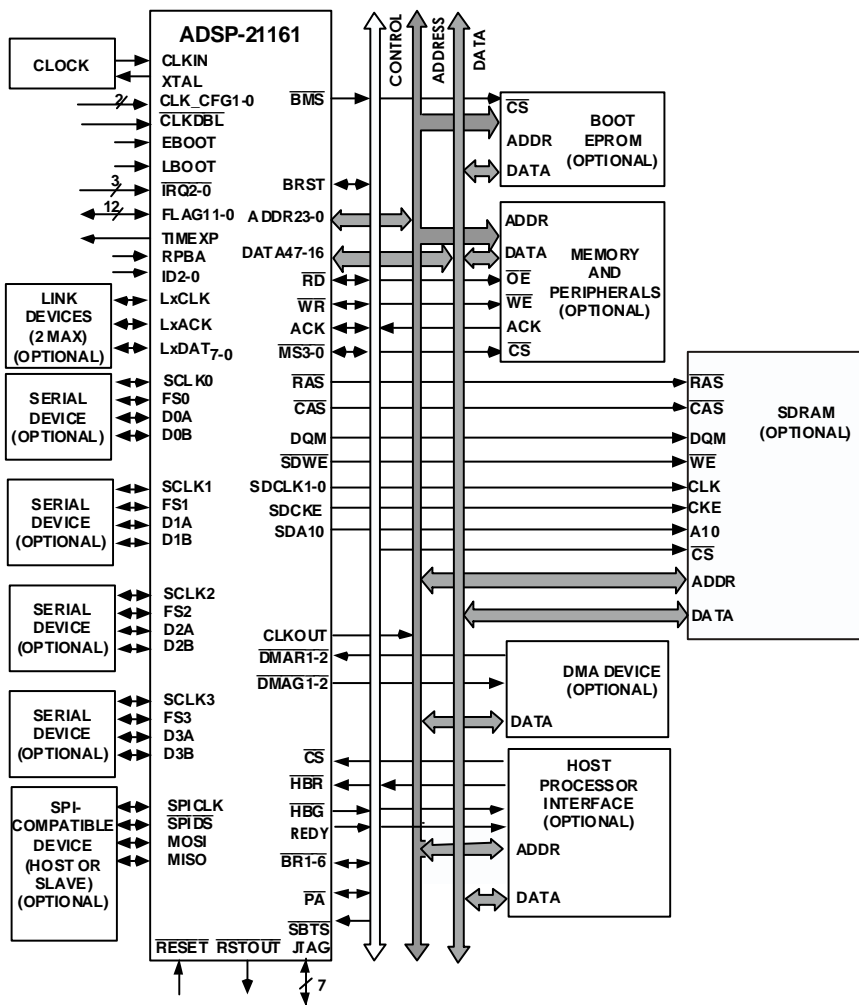 ADSP-21161
CONTROL
ADDRESS
DATA
CLOCK
CLKIN
XTAL
2
CLK_CFG1-0
CLKDBL
EBOOT
LBOOT
3
IRQ2-0
12
FLAG11-0
TIMEXP
RPBA
ID2-0
LINK
DEVICES
(2 MAX)
(OPTIONAL)
LxCLK
LxACK
LxDAT7-0
SERIAL
DEVICE
(OPTIONAL)
SCLK0
FS0
D0A
D0B
SERIAL
DEVICE
(OPTIONAL)
SCLK1
FS1
D1A
D1B
SERIAL
DEVICE
(OPTIONAL)
SCLK2
FS2
D2A
D2B
SERIAL
DEVICE
(OPTIONAL)
SCLK3
FS3
D3A
D3B
SPI-
COMPATIBLE
DEVICE
(HOST OR
SLAVE)
(OPTIONAL)
SPICLK
SPIDS
MOSI
MISO
RESET
RSTOUT
JTAG
7
BMS
BRST
ADDR23-0
DATA47-16
RD
WR
ACK
MS3-0
RAS
CAS
DQM
SDWE
SDCLK1-0
SDCKE
SDA10
CLKOUT
DMAR1-2
DMAG1-2
CS
HBR
HBG
REDY
BR1-6
PA
SBTS
CS
ADDR
DATA
BOOT
EPROM
(OPTIONAL)
ADDR
DATA
OE
WE
ACK
CS
MEMORY
AND
PERIPHERALS
(OPTIONAL)
RAS
CAS
DQM
WE
CLK
CKE
A10
CS
ADDR
DATA
SDRAM
(OPTIONAL)
DMA DEVICE
(OPTIONAL)
DATA
HOST
PROCESSOR
INTERFACE
(OPTIONAL)
ADDR
DATA